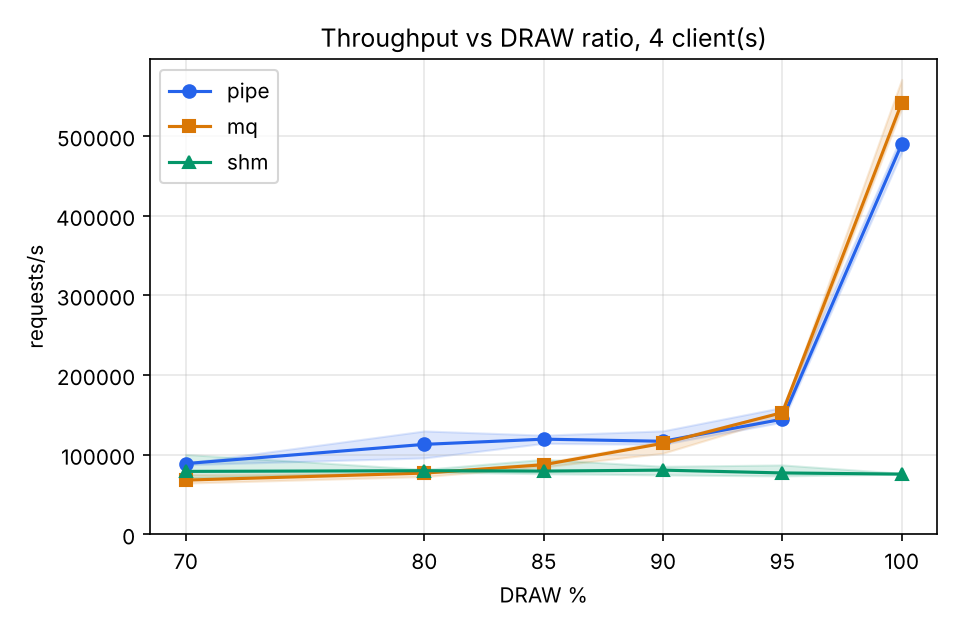 Throughput vs DRAW ratio, 4 client(s)
pipe
mq
shm
requests/s
500000
400000
300000
200000
100000
0
70 80 85 90 95 100
DRAW %